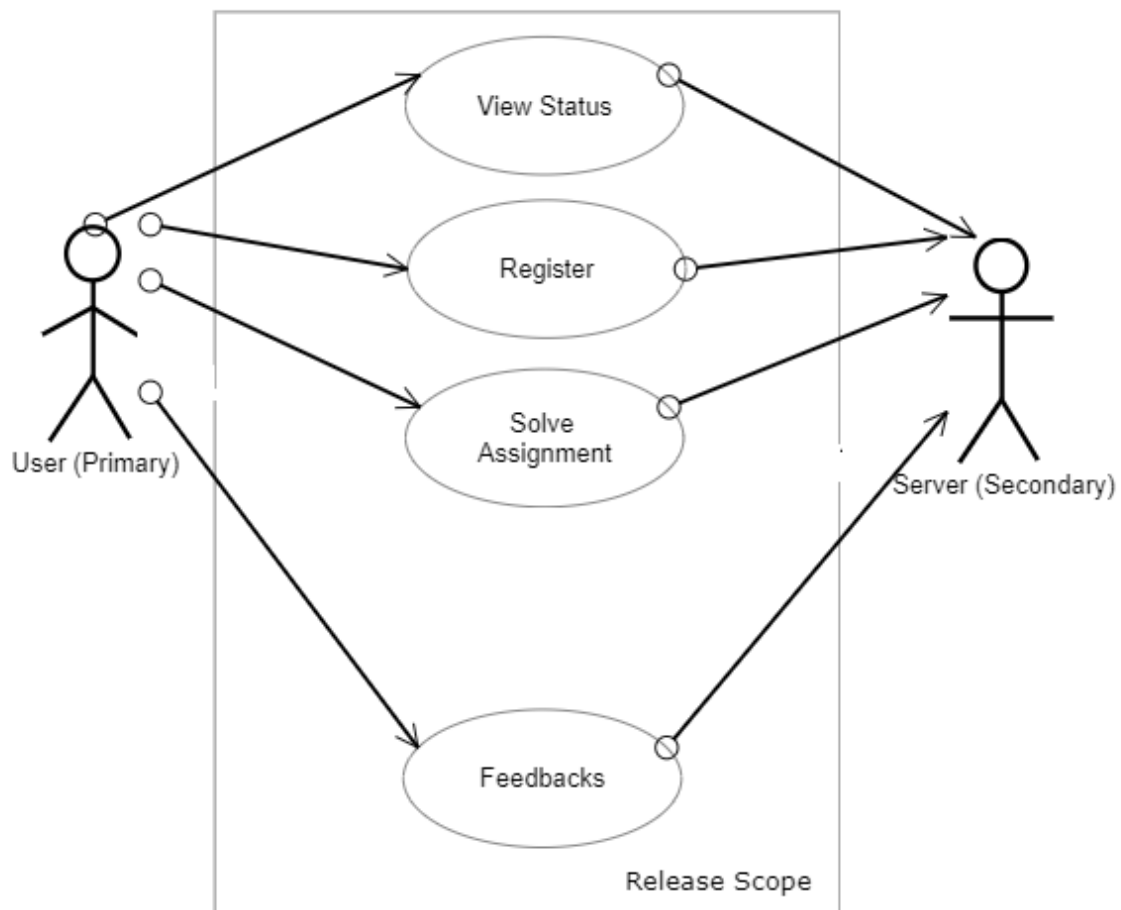 View Status
Register
Solve
Assignment
User (Primary)
Server (Secondary)
Feedbacks
Release Scope